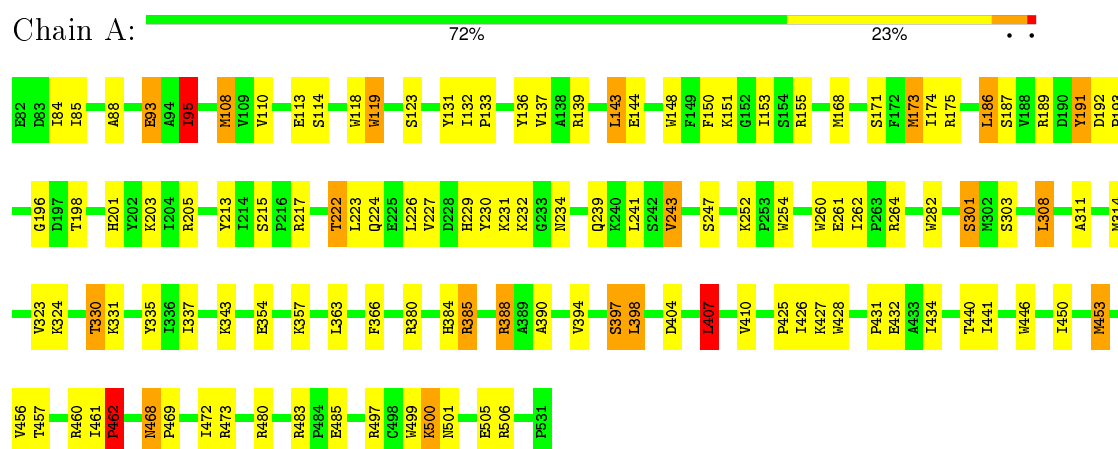 Chain A:
72% 23% • •
E82 D83 I84 I85 A88 E93 A94 I95 M108 V109 V110 E113 S114 W118 W119 S123 Y131 I132 P133 Y136 V137 A138 R139 L143 E144 W148 F149 F150 K151 G152 I153 S154 R155 M168 S171 F172 M173 I174 R175 L186 S187 V188 R189 D190 Y191 D192 P193
G196 D197 T198 H201 Y202 K203 I204 R205 Y213 I214 S215 P216 R217 T222 L223 Q224 E225 L226 V227 D228 H229 Y230 K231 K232 G233 N234 Q239 K240 L241 S242 V243 S247 K252 P253 W254 W260 E261 I262 P263 R264 W282 S301 M302 S303 L308 A311 M314
V323 K324 T330 K331 Y335 I336 I337 K343 E354 K357 L363 F366 R380 H384 R385 R388 A389 A390 V394 S397 L398 D404 L407 V410 P425 I426 K427 W428 P431 E432 A433 I434 T440 I441 W446 I450 M453
V456 T457 R460 I461 P462 N468 P469 I472 R473 R480 R483 P484 E485 R497 C498 W499 K500 N501 E505 R506 P531